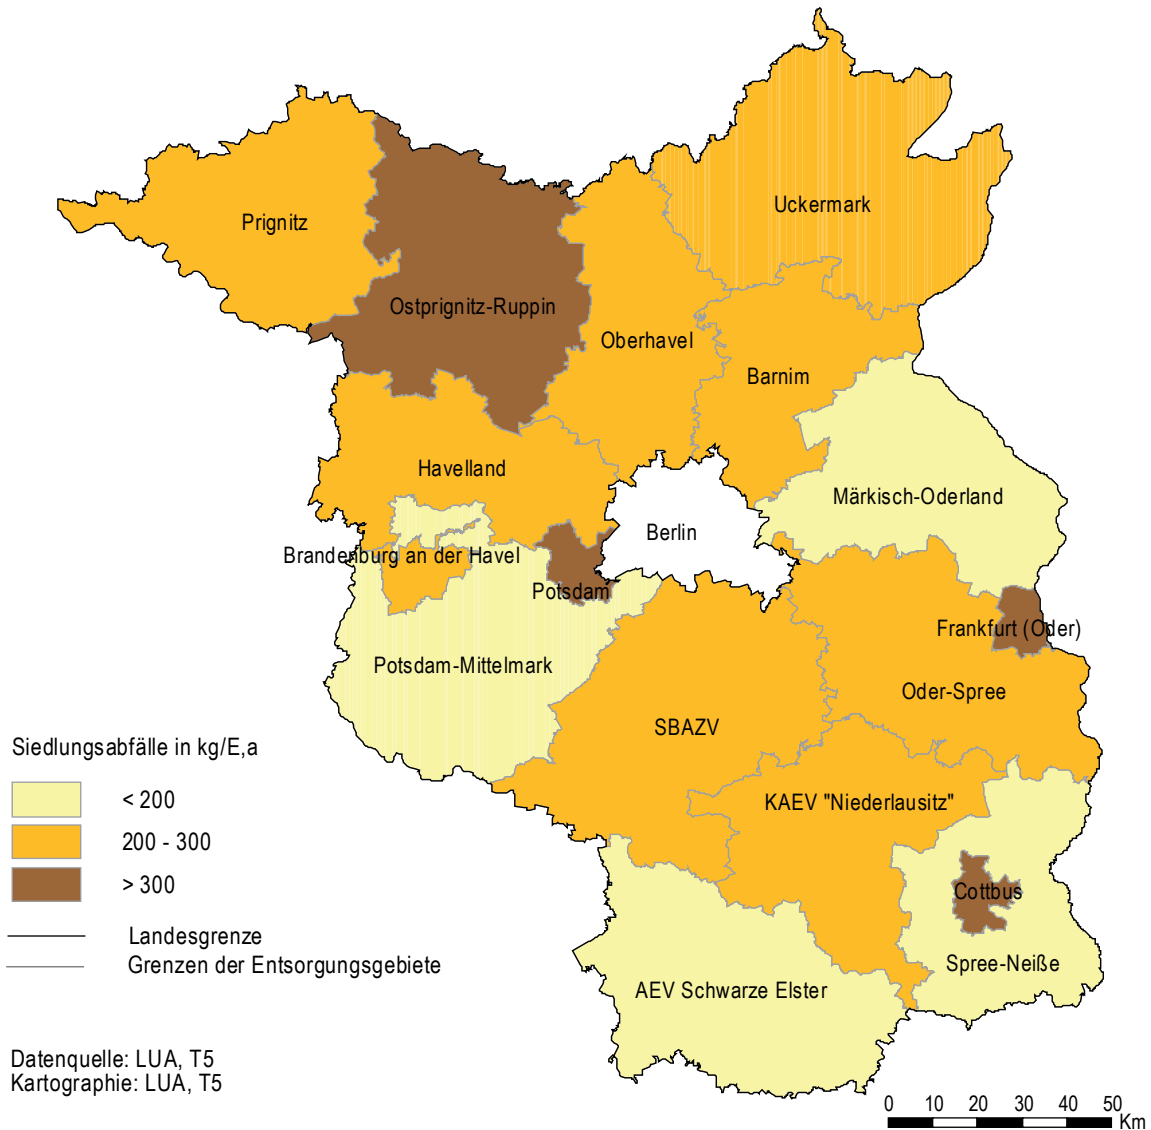 Prignitz
Uckermark
Ostprignitz-Ruppin
Oberhavel
Barnim
Havelland
Märkisch-Oderland
Berlin
Brandenburg an der Havel
Potsdam
Frankfurt (Oder)
Potsdam-Mittelmark
Oder-Spree
SBAZV
Siedlungsabfälle in kg/E,a
< 200
KAEV "Niederlausitz"
200 - 300
> 300
Cottbus
Landesgrenze
Grenzen der Entsorgungsgebiete
Spree-Neiße
AEV Schwarze Elster
Datenquelle: LUA, T5
Kartographie: LUA, T5
0 10 20 30 40 50
Km